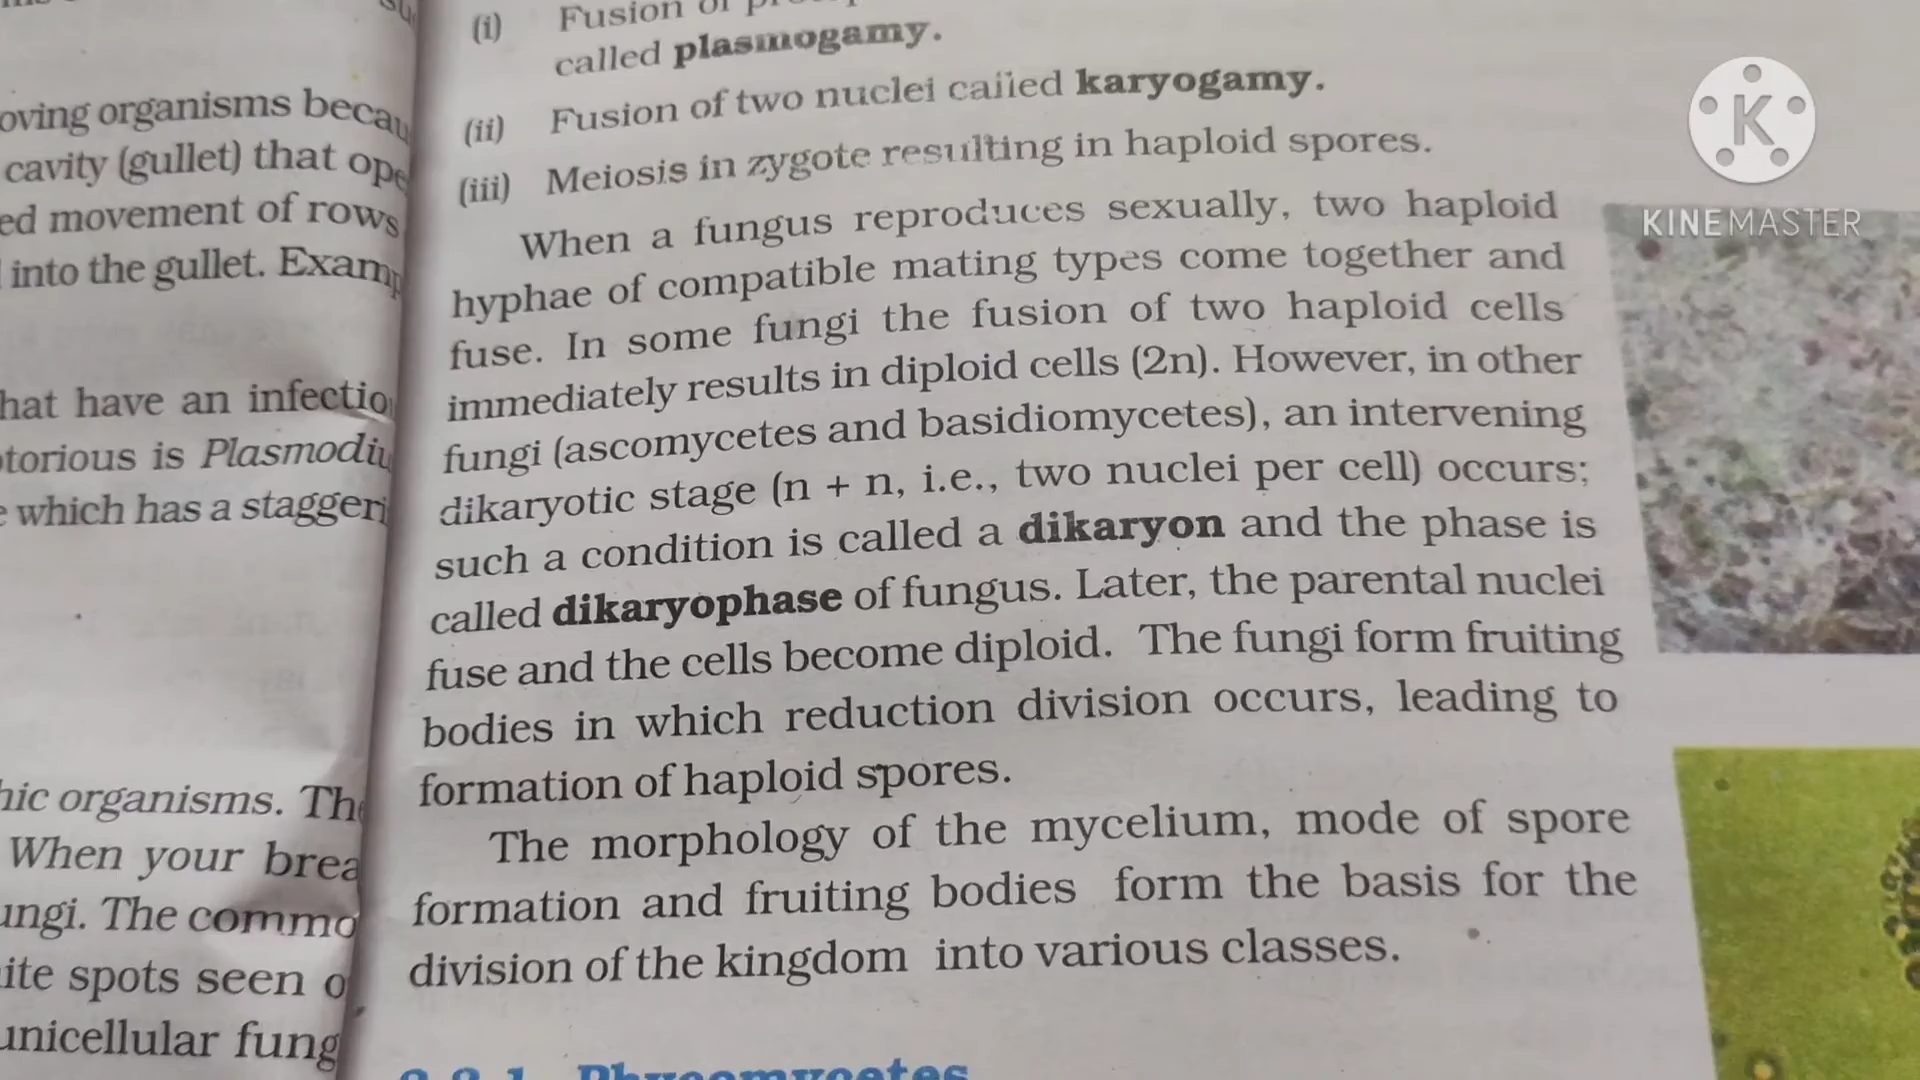 oving organisms becau
cavity (gullet) that ope
ed movement of rows
into the gullet. Examp
hat have an infectio
torious is Plasmodiu
which has a staggeri
hic organisms. The
When your brea
ungi. The commo
ite spots seen o
unicellular fung
(i) Fusion of
called plasmogamy.
(ii) Fusion of two nuclei called karyogamy.
(iii) Meiosis in zygote resulting in haploid spores.
When a fungus reproduces sexually, two haploid
hyphae of compatible mating types come together and
fuse. In some fungi the fusion of two haploid cells
immediately results in diploid cells (2n). However, in other
fungi (ascomycetes and basidiomycetes), an intervening
dikaryotic stage (n + n, i.e., two nuclei per cell) occurs;
such a condition is called a dikaryon and the phase is
called dikaryophase of fungus. Later, the parental nuclei
fuse and the cells become diploid. The fungi form fruiting
bodies in which reduction division occurs, leading to
formation of haploid spores.
The morphology of the mycelium, mode of spore
formation and fruiting bodies form the basis for the
division of the kingdom into various classes.
Phycomycetes
K
KINEMASTER